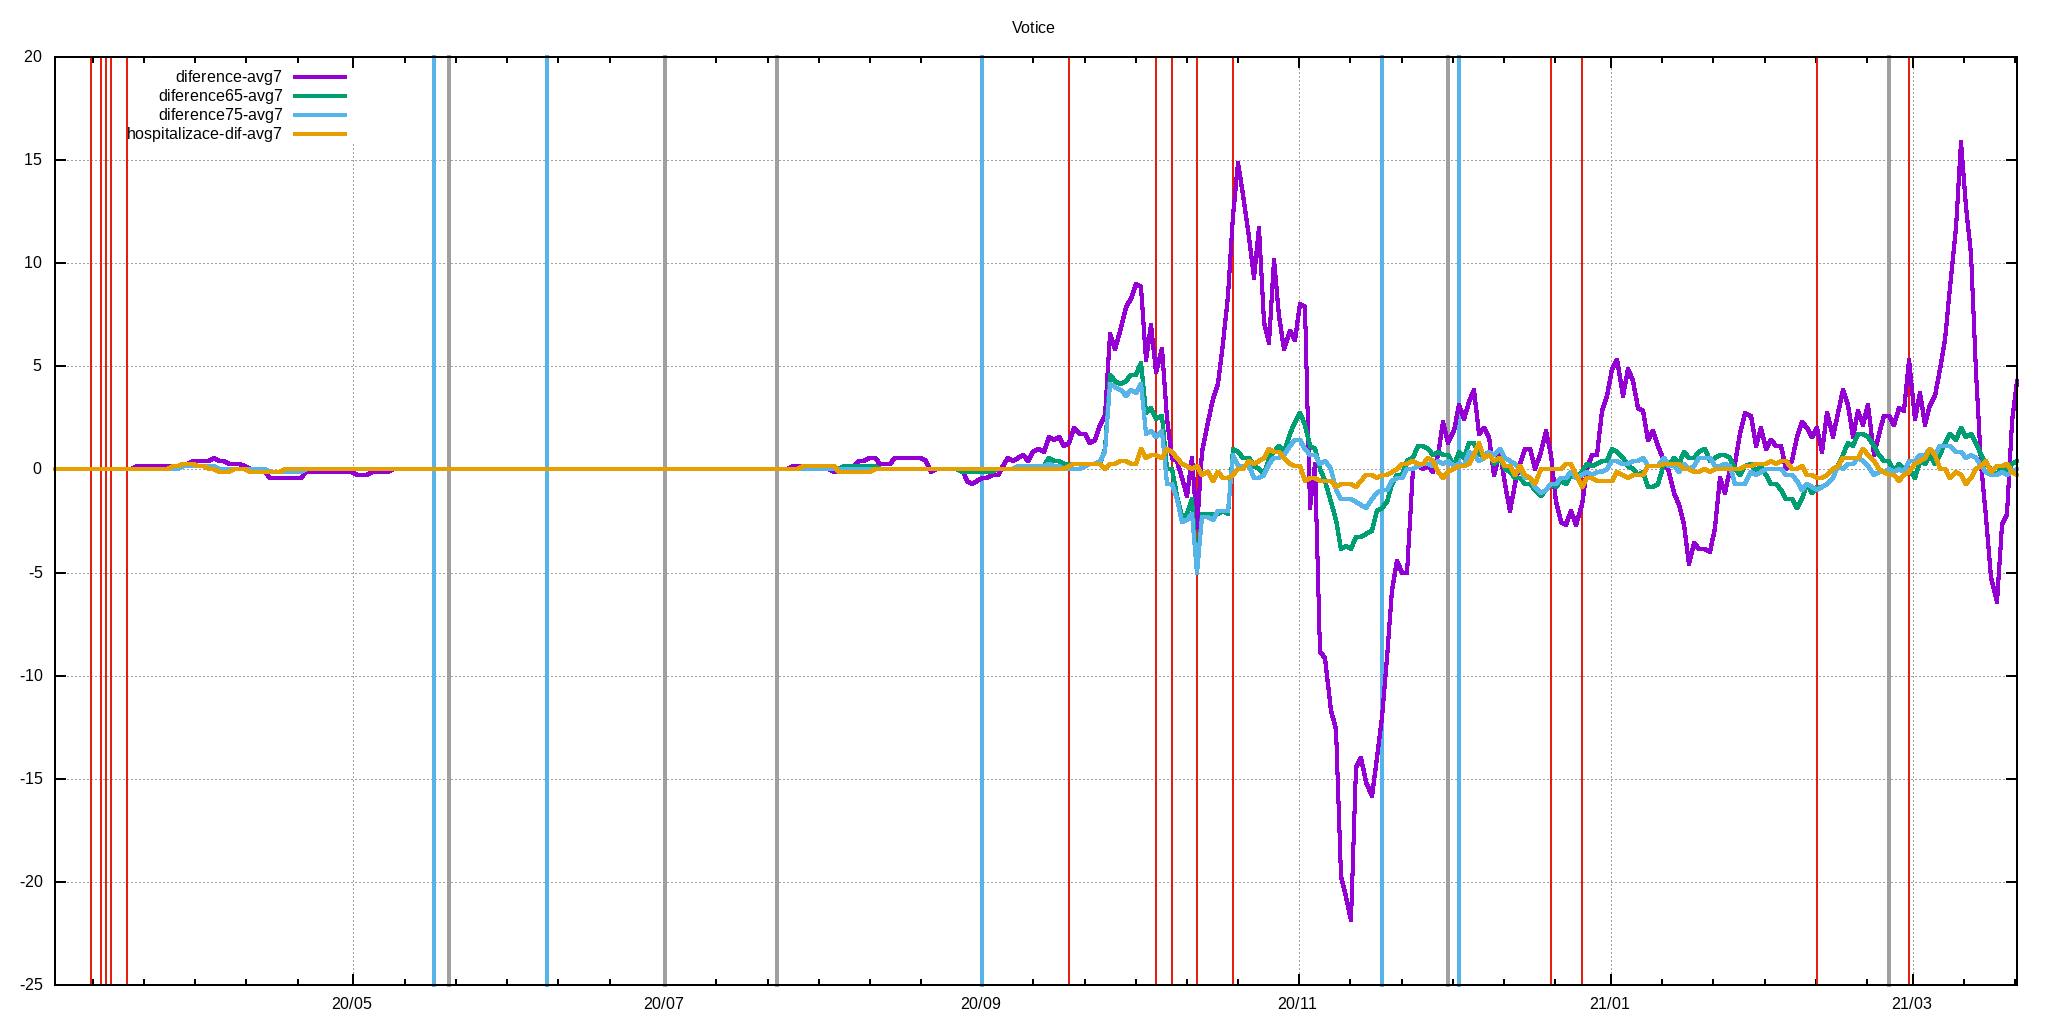 Votice
diference-avg7
diference65-avg7
diference75-avg7
hospitalizace-dif-avg7
20
15
10
5
0
-5
-10
-15
-20
-25
20/05 20/07 20/09 20/11 21/01 21/03